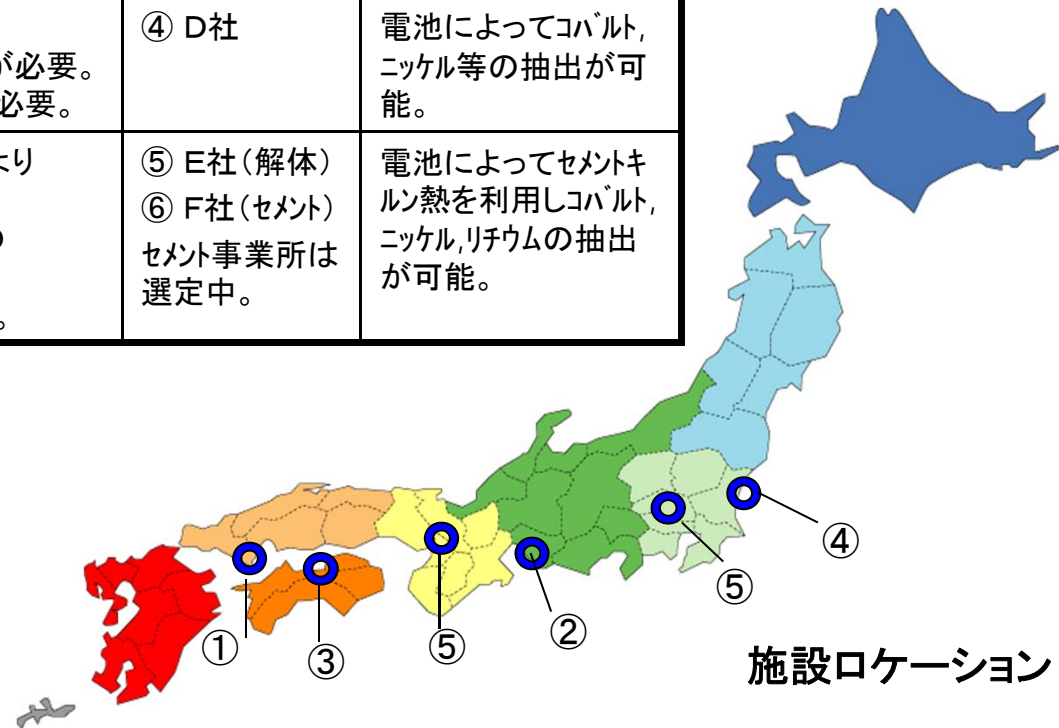 が必要。
必要。
④ D社
電池によってコバルト,
ニッケル等の抽出が可
能。
より
の
。
⑤ E社(解体)
⑥ F社(セメント)
セメント事業所は
選定中。
電池によってセメントキ
ルン熱を利用しコバルト,
ニッケル,リチウムの抽出
が可能。
④
⑤
②
①
③
⑤
施設ロケーション